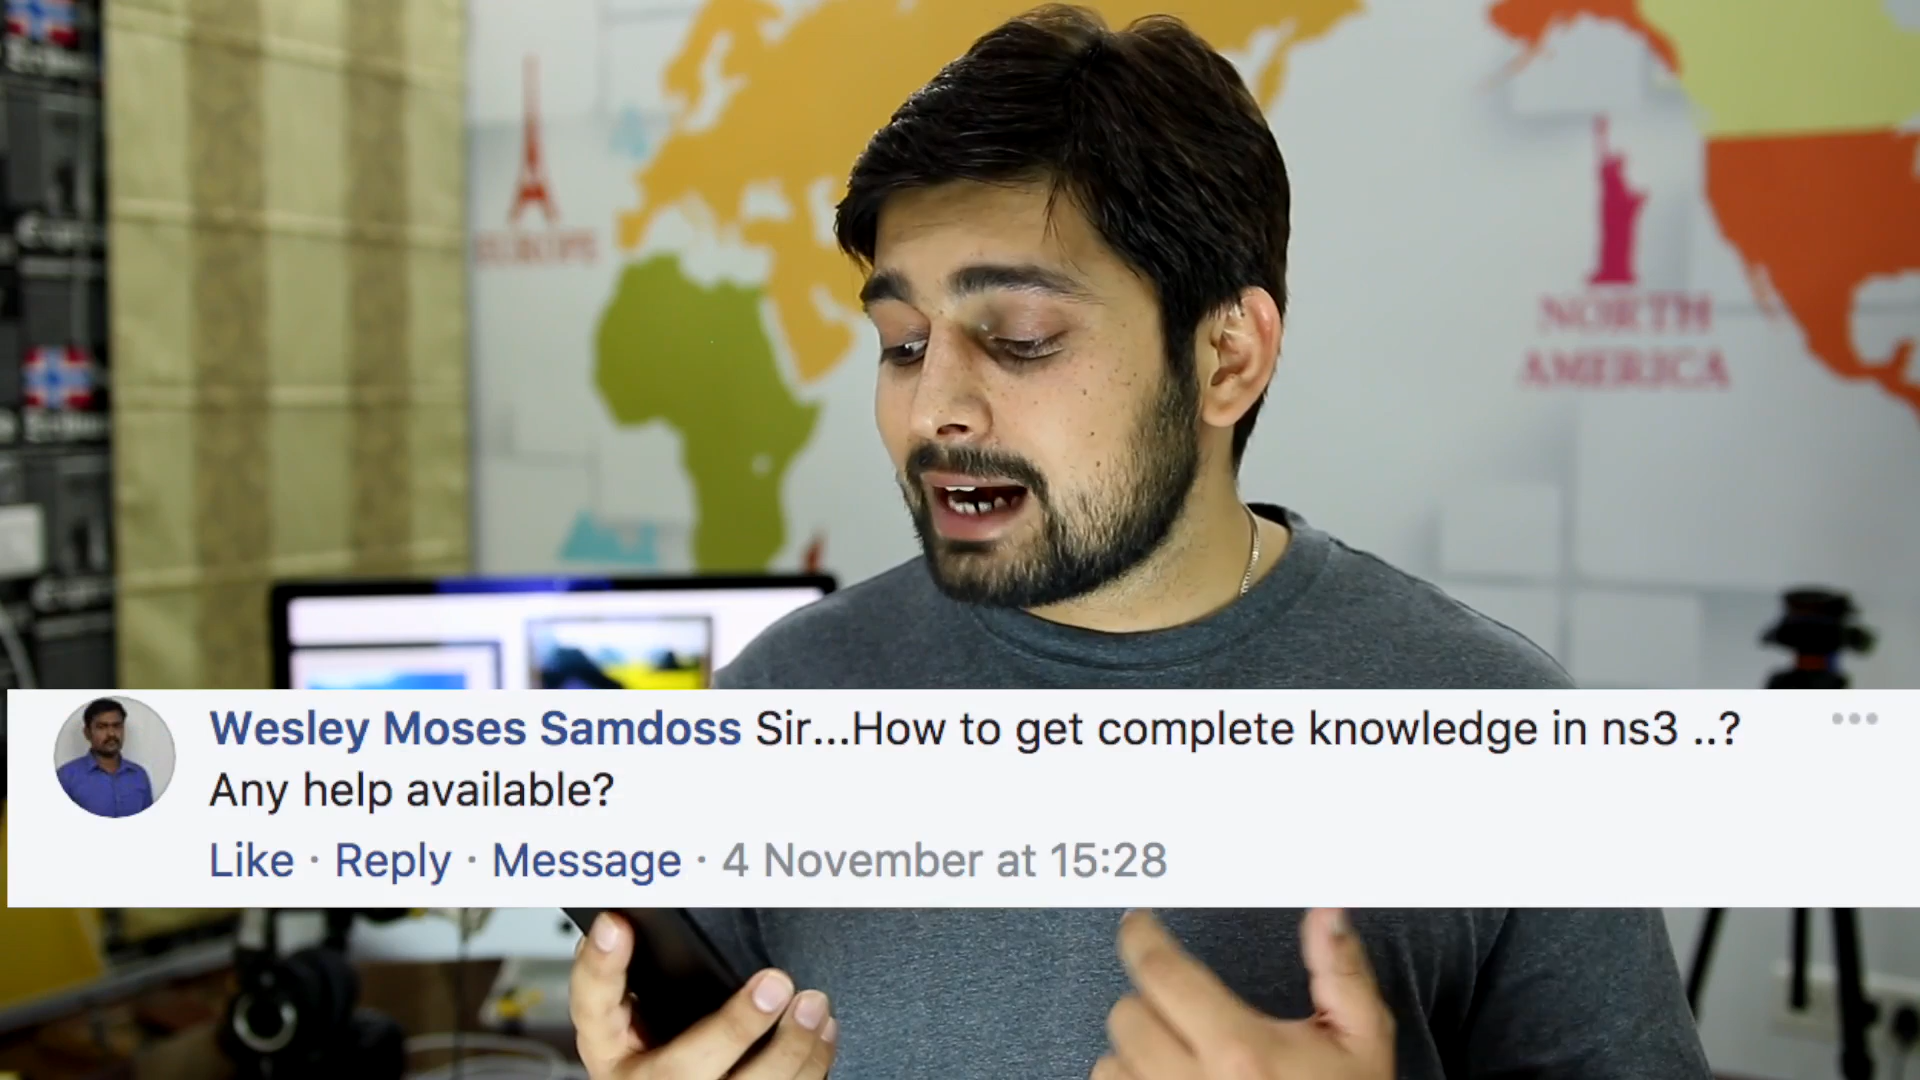 EUROPE
NORTH
AMERICA
Wesley Moses Samdoss Sir...How to get complete knowledge in ns3 ..?
Any help available?
Like · Reply · Message · 4 November at 15:28